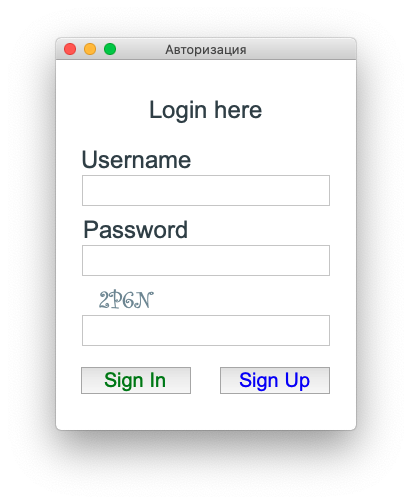 Авторизация
Login here
Username
Password
2P6N
Sign In
Sign Up